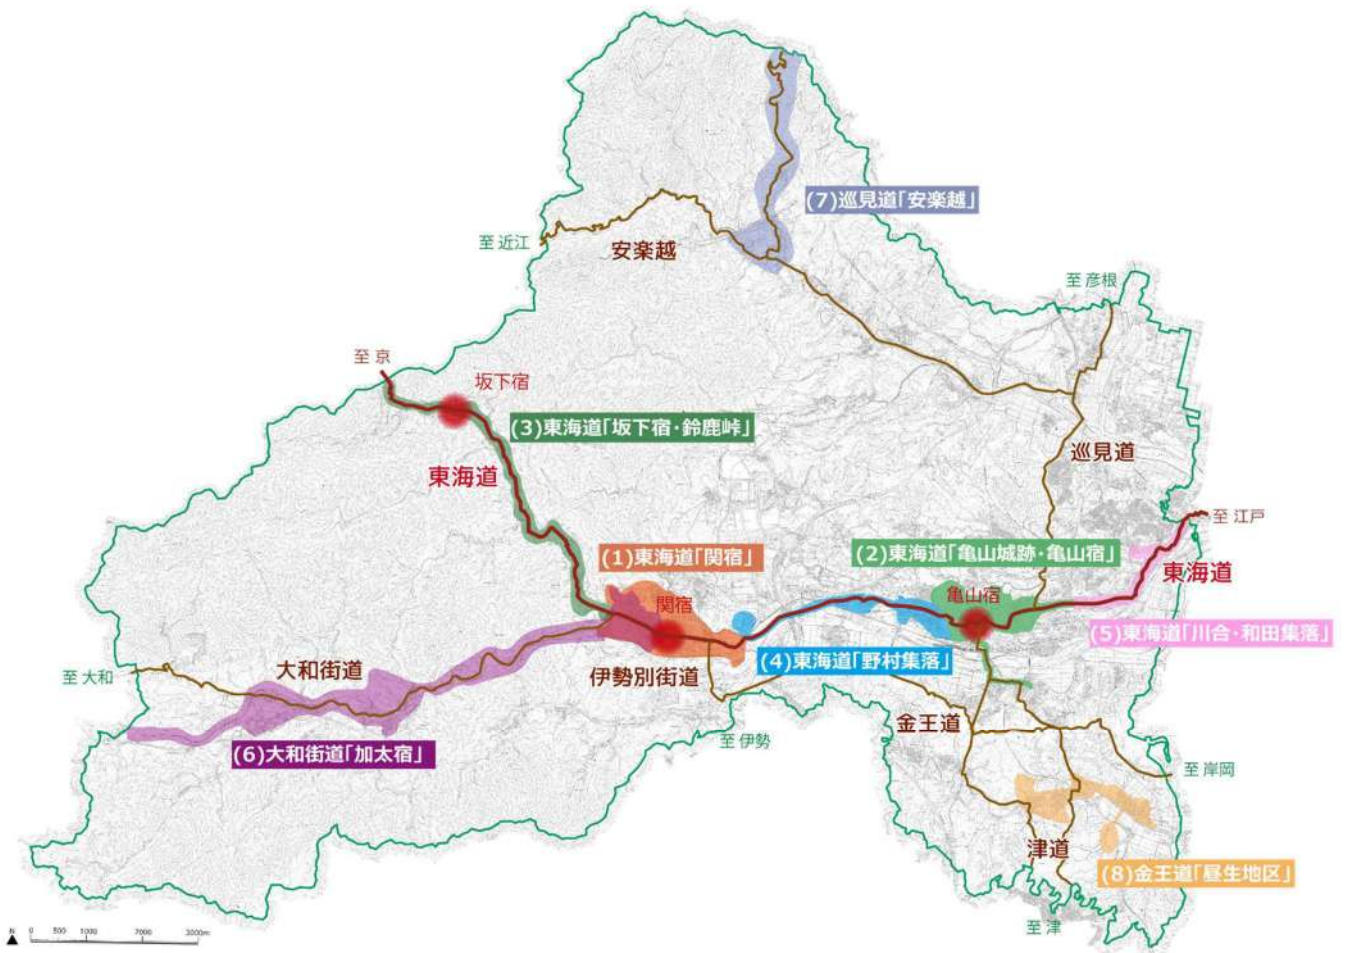 (7)巡見道「安楽越」
至 近江
安楽越
至 彦根
至 京
坂下宿
(3)東海道「坂下宿・鈴鹿峠」
東海道
巡見道
至 江戸
(1)東海道「関宿」
(2)東海道「亀山城跡・亀山宿」
東海道
関宿
亀山宿
(5)東海道「川合・和田集落」
大和街道
伊勢別街道
(4)東海道「野村集落」
至 大和
金王道
(6)大和街道「加太宿」
至 伊勢
至 岸岡
津道
(8)金王道「昼生地区」
至 津
N
0 500 1000 2000 3000m